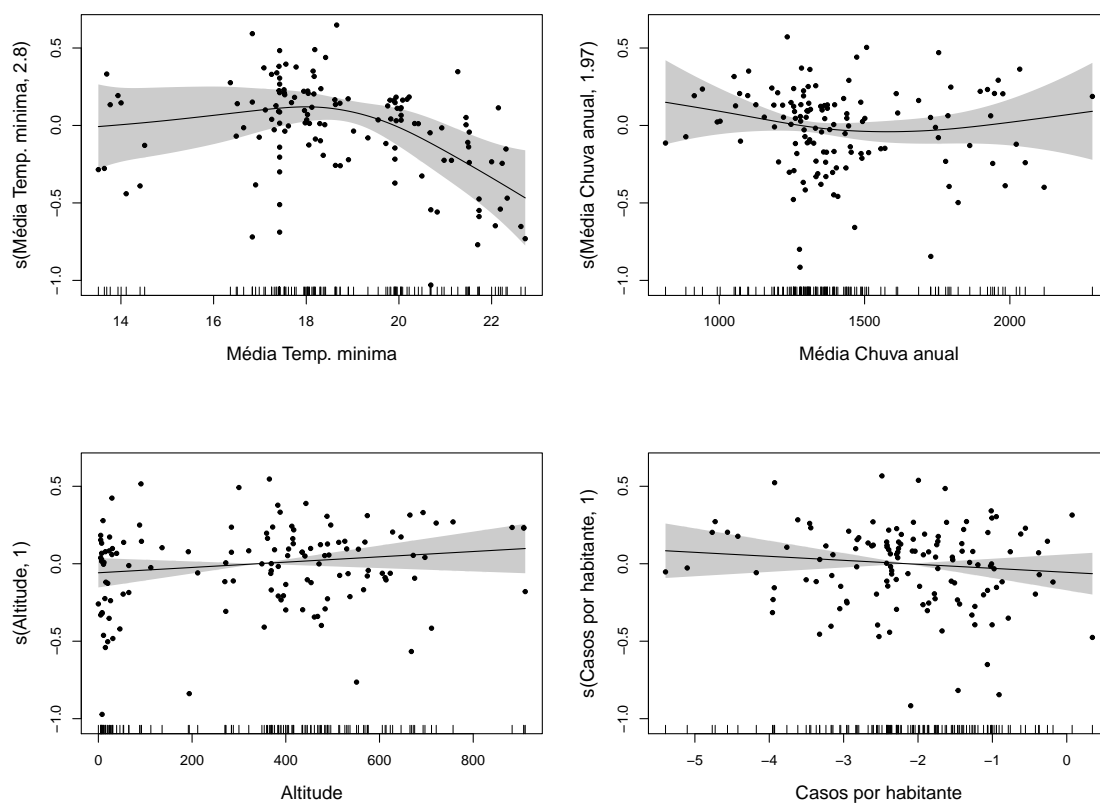 s(Média Temp. minima, 2.8)
0.5
0.0
−0.5
−1.0
14 16 18 20 22
Média Temp. minima
s(Média Chuva anual, 1.97)
0.5
0.0
−0.5
−1.0
1000 1500 2000
Média Chuva anual
s(Altitude, 1)
0.5
0.0
−0.5
−1.0
0 200 400 600 800
Altitude
s(Casos por habitante, 1)
0.5
0.0
−0.5
−1.0
−5 −4 −3 −2 −1 0
Casos por habitante